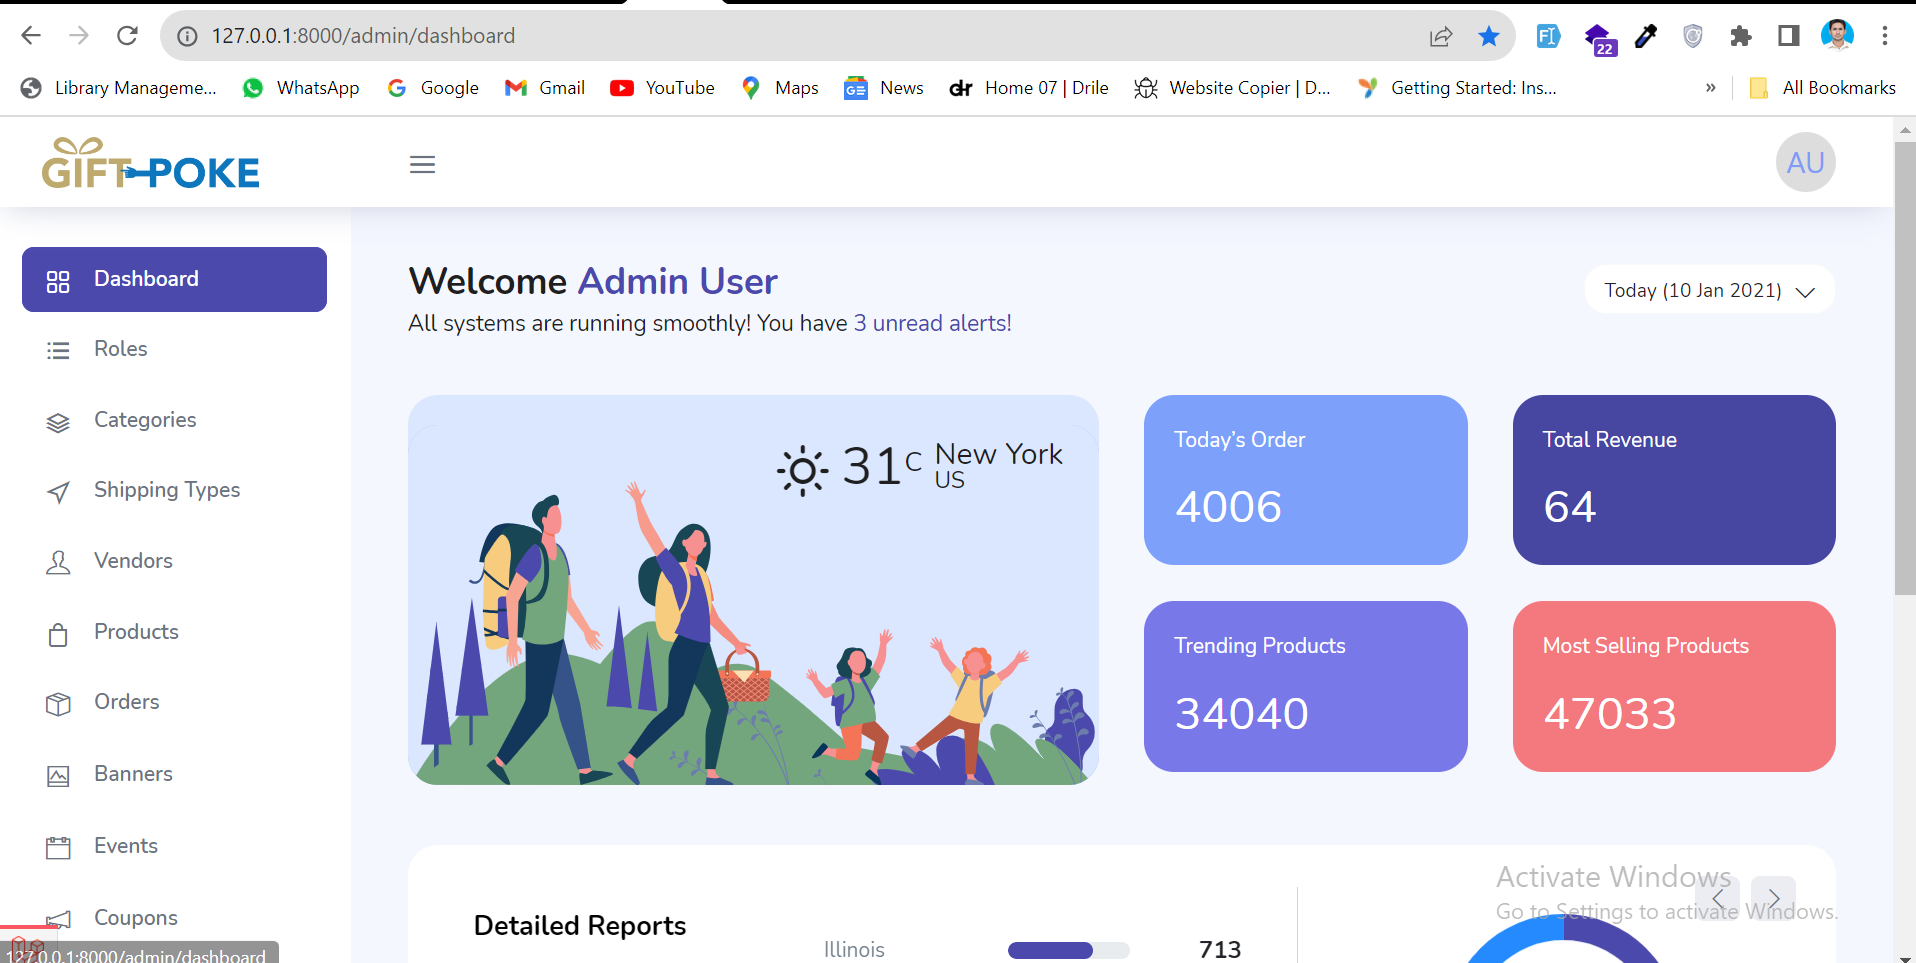 127.0.0.1:8000/admin/dashboard
FI
22
Library Manageme...
WhatsApp
Google
Gmail
YouTube
Maps
News
dr Home 07 | Drile
Website Copier | D...
Getting Started: Ins...
»
All Bookmarks
GIFT-POKE
AU
Dashboard
Roles
Categories
Shipping Types
Vendors
Products
Orders
Banners
Events
Coupons
127.0.0.1:8000/admin/dashboard
Welcome Admin User
All systems are running smoothly! You have 3 unread alerts!
Today (10 Jan 2021)
31 C New York
US
Today’s Order
4006
Total Revenue
64
Trending Products
34040
Most Selling Products
47033
Detailed Reports
Illinois 713
Activate Windows
Go to Settings to activate Windows.